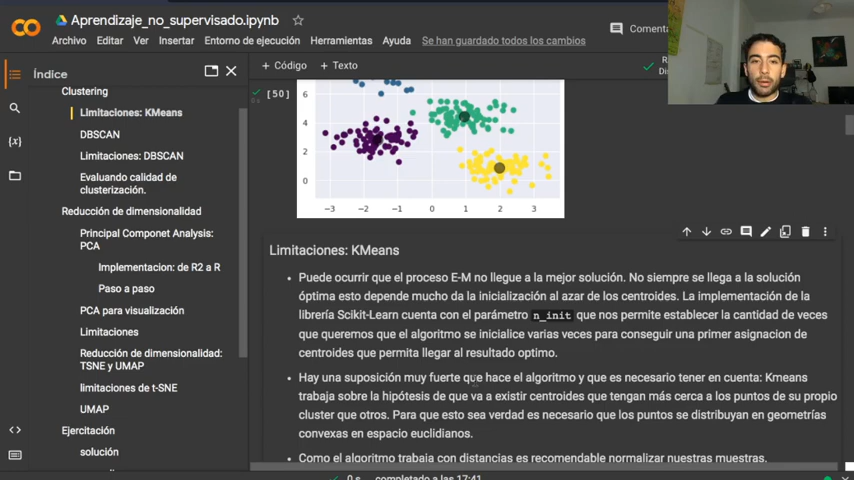 Aprendizaje_no_supervisado.ipynb
Archivo Editar Ver Insertar Entorno de ejecución Herramientas Ayuda Se han guardado todos los cambios
Comenta
Índice
+ Código + Texto
Clustering
Limitaciones: KMeans
DBSCAN
Limitaciones: DBSCAN
Evaluando calidad de
clusterización.
Reducción de dimensionalidad
Principal Componet Analysis:
PCA
Implementacion: de R2 a R
Paso a paso
PCA para visualización
Limitaciones
Reducción de dimensionalidad:
TSNE y UMAP
limitaciones de t-SNE
UMAP
Ejercitación
solución
[50]
0 s
6
4
2
0
−3 −2 −1 0 1 2 3
Limitaciones: KMeans
Puede ocurrir que el proceso E-M no llegue a la mejor solución. No siempre se llega a la solución
óptima esto depende mucho da la inicialización al azar de los centroides. La implementación de la
librería Scikit-Learn cuenta con el parámetro n_init que nos permite establecer la cantidad de veces
que queremos que el algoritmo se inicialice varias veces para conseguir una primer asignacion de
centroides que permita llegar al resultado optimo.
Hay una suposición muy fuerte que hace el algoritmo y que es necesario tener en cuenta: Kmeans
trabaja sobre la hipótesis de que va a existir centroides que tengan más cerca a los puntos de su propio
cluster que otros. Para que esto sea verdad es necesario que los puntos se distribuyan en geometrías
convexas en espacio euclidianos.
Como el algoritmo trabaja con distancias es recomendable normalizar nuestras muestras.
0 s completado a las 17:41